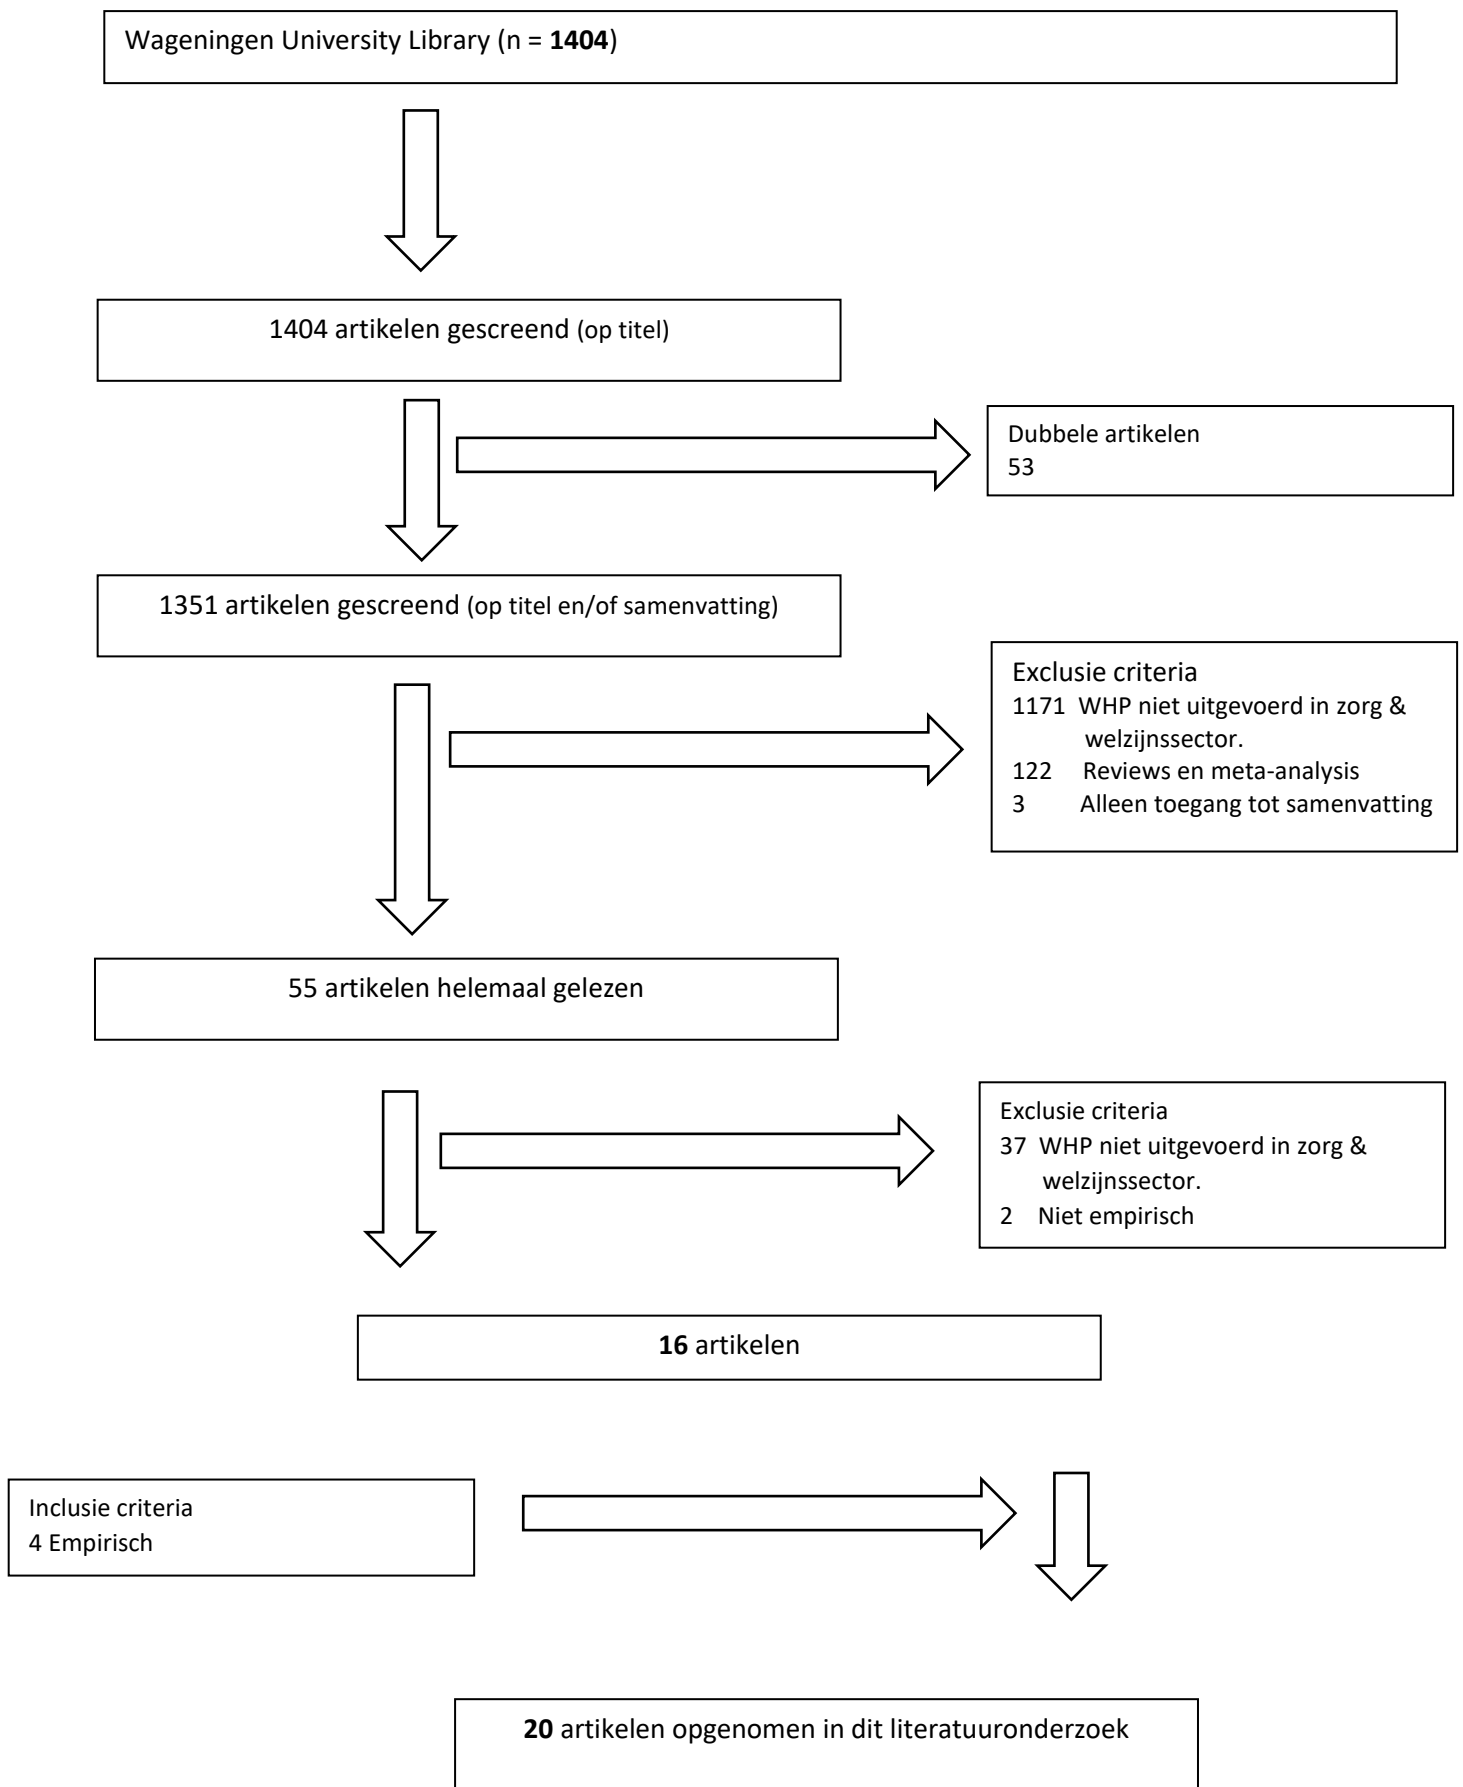 Wageningen University Library (n = 1404)
1404 artikelen gescreend (op titel)
Dubbele artikelen
53
1351 artikelen gescreend (op titel en/of samenvatting)
Exclusie criteria
1171 WHP niet uitgevoerd in zorg &
welzijnssector.
122 Reviews en meta-analysis
3 Alleen toegang tot samenvatting
55 artikelen helemaal gelezen
Exclusie criteria
37 WHP niet uitgevoerd in zorg &
welzijnssector.
2 Niet empirisch
16 artikelen
Inclusie criteria
4 Empirisch
20 artikelen opgenomen in dit literatuuronderzoek